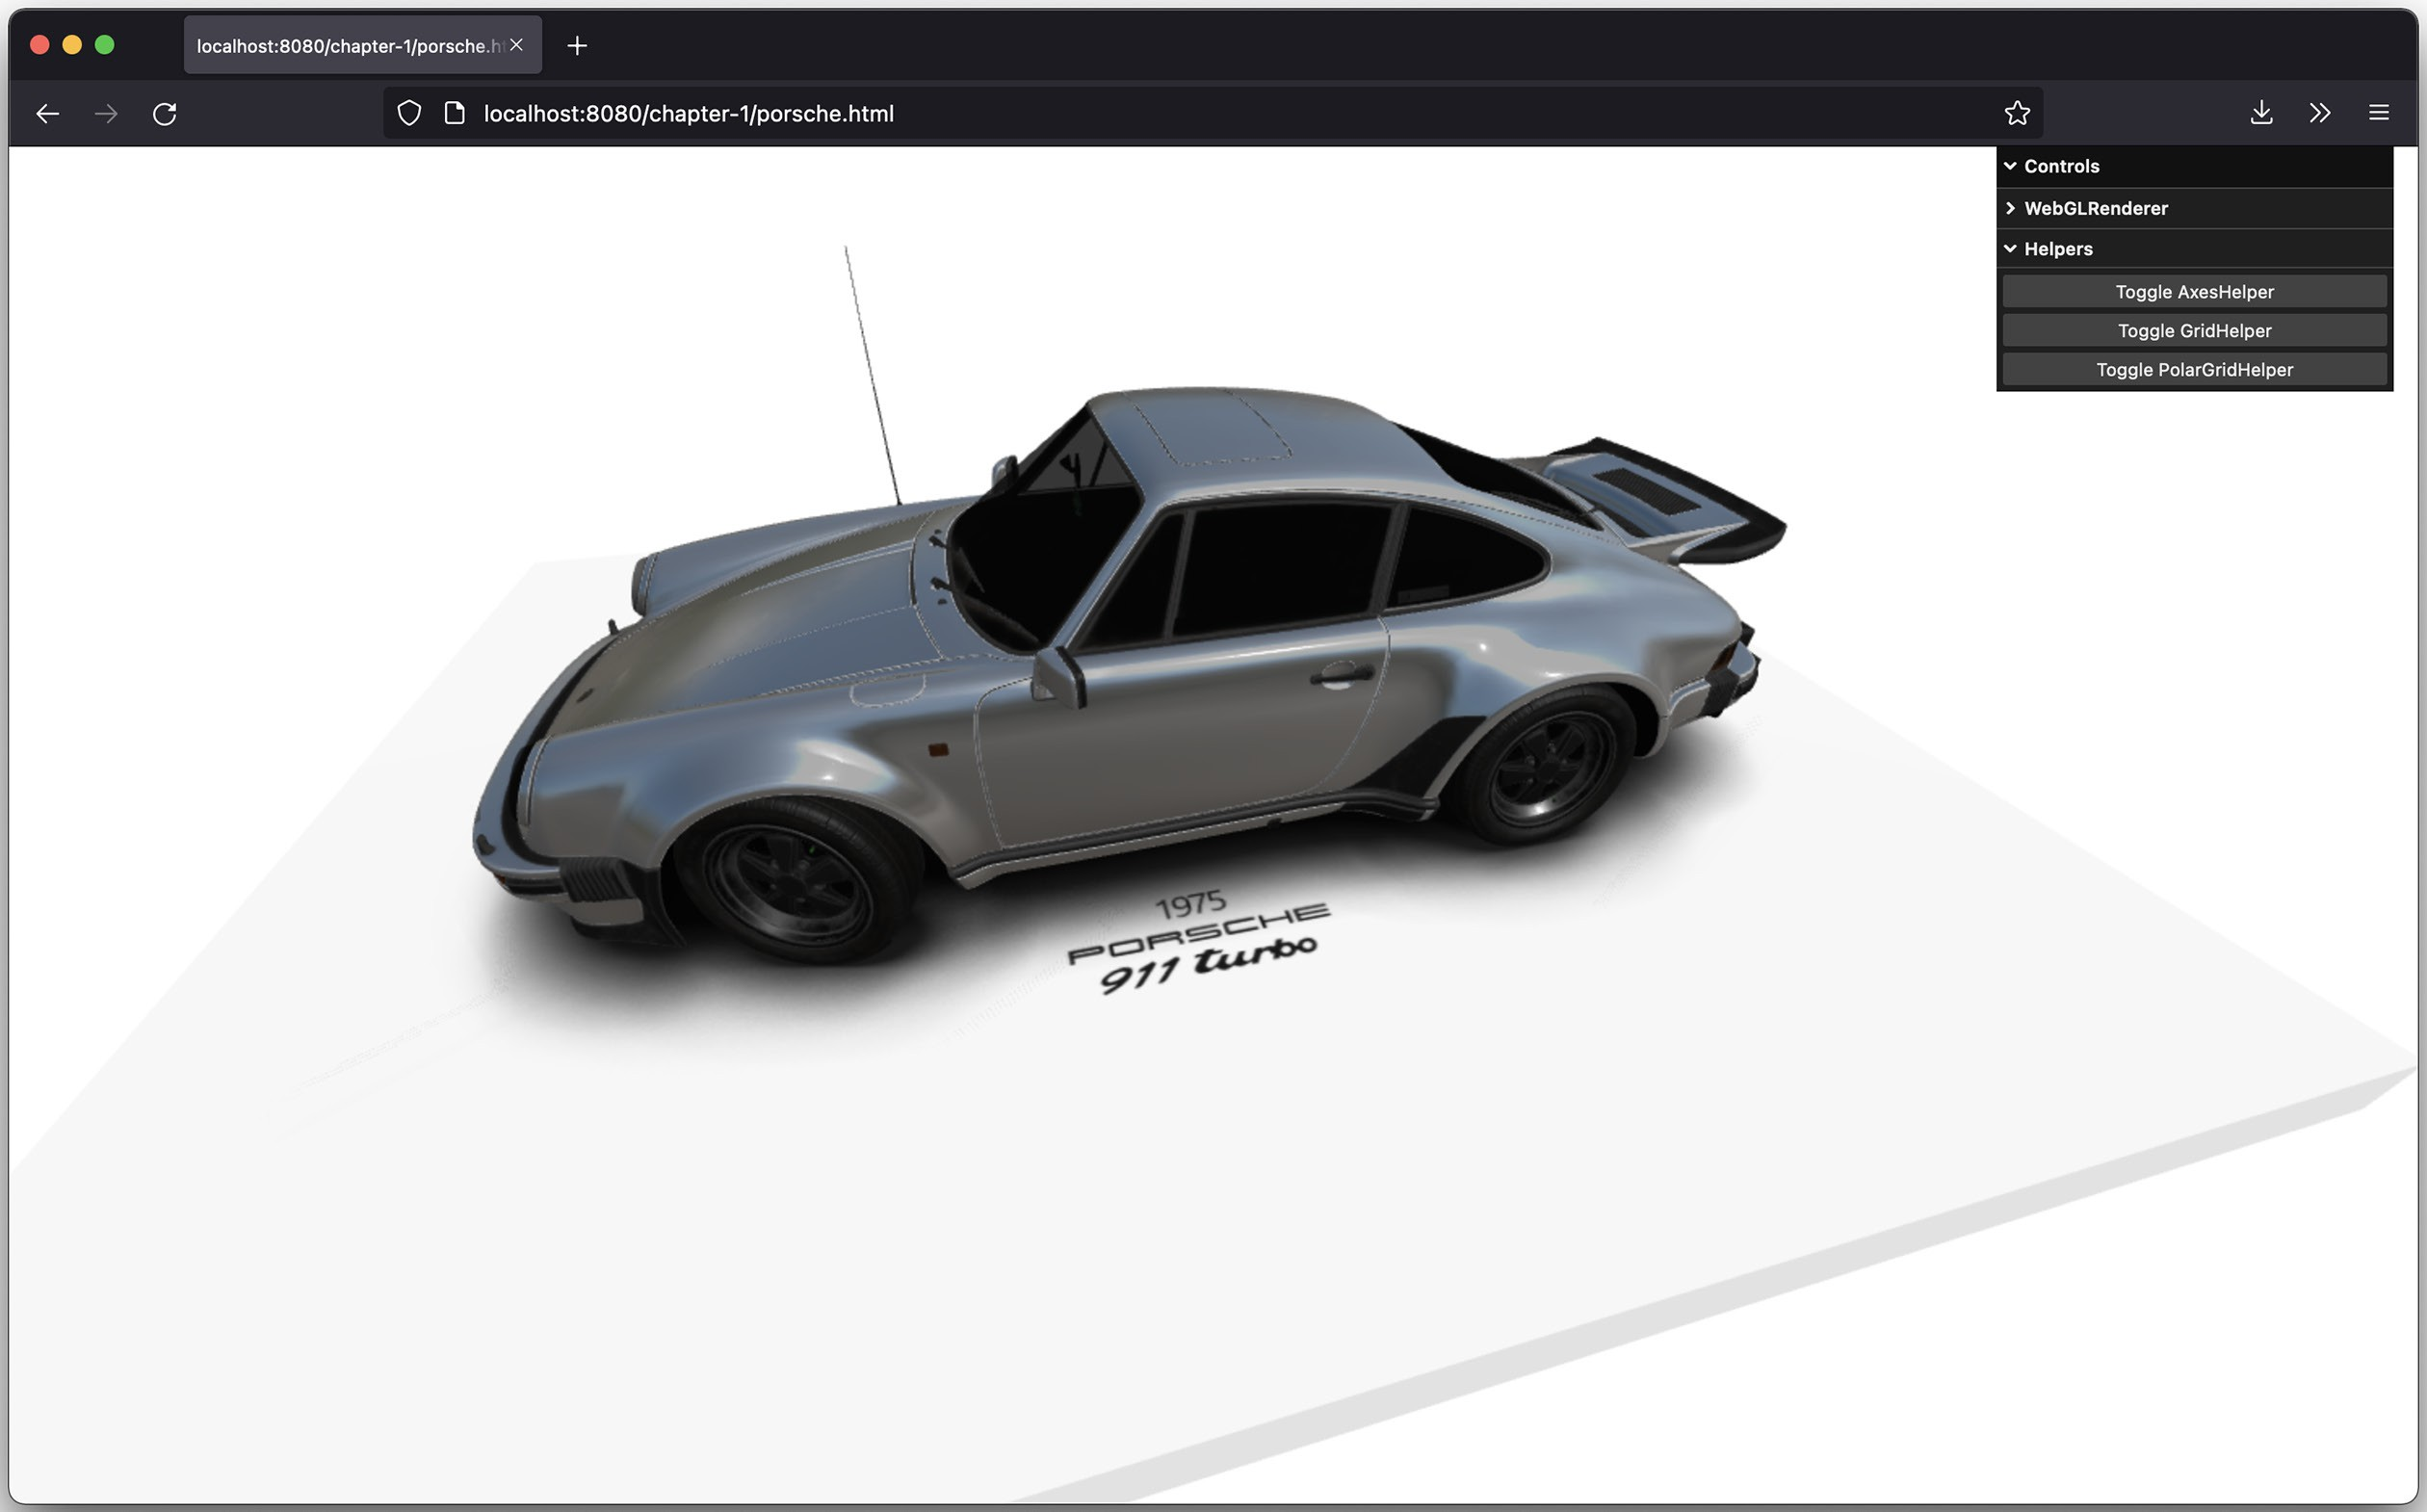 localhost:8080/chapter-1/porsche.ht
localhost:8080/chapter-1/porsche.html
Controls
WebGLRenderer
Helpers
Toggle AxesHelper
Toggle GridHelper
Toggle PolarGridHelper
1975
PORSCHE
911 turbo